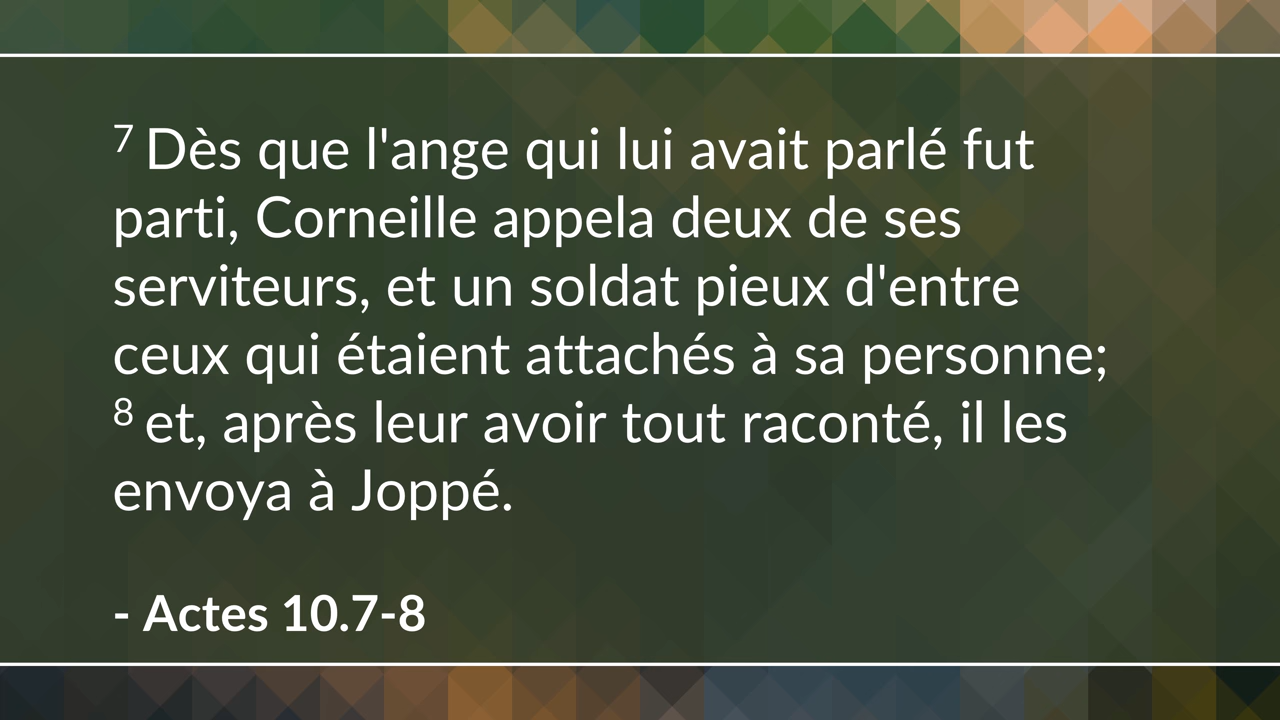 7 Dès que l'ange qui lui avait parlé fut
parti, Corneille appela deux de ses
serviteurs, et un soldat pieux d'entre
ceux qui étaient attachés à sa personne;
8 et, après leur avoir tout raconté, il les
envoya à Joppé.
- Actes 10.7-8